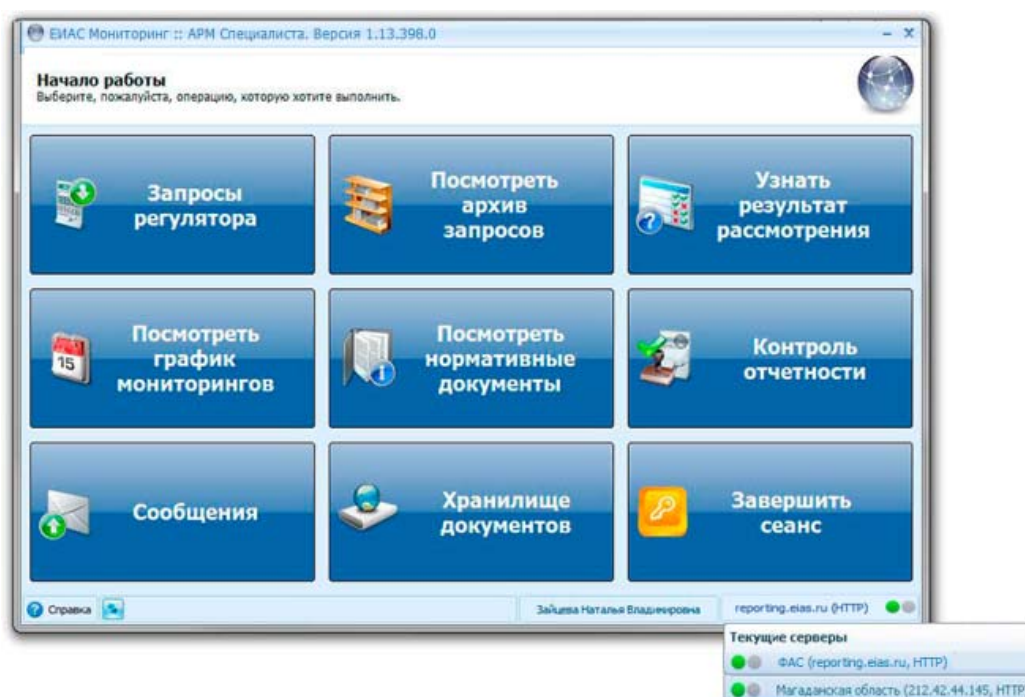 ЕИАС Мониторинг :: АРМ Специалиста. Версия 1.13.398.0
Начало работы
Выберите, пожалуйста, операцию, которую хотите выполнить.
Запросы
регулятора
Посмотреть
архив
запросов
Узнать
результат
рассмотрения
15
Посмотреть
график
мониторингов
Посмотреть
нормативные
документы
Контроль
отчетности
Сообщения
Хранилище
документов
Завершить
сеанс
Справка
Зайцева Наталья Владимировна
reporting.eias.ru (HTTP)
Текущие серверы
ФАС (reporting.eias.ru, HTTP)
Магаданская область (212.42.44.145, HTTP